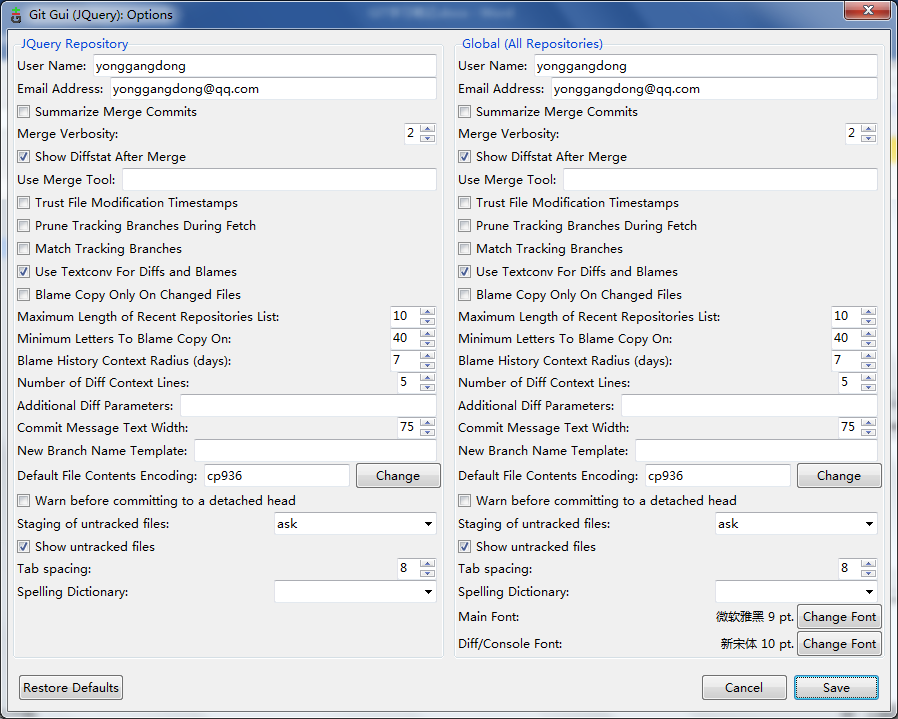 Git Gui (JQuery): Options
JQuery Repository
User Name: yonggangdong
Email Address: yonggangdong@qq.com
Summarize Merge Commits
Merge Verbosity: 2
Show Diffstat After Merge
Use Merge Tool:
Trust File Modification Timestamps
Prune Tracking Branches During Fetch
Match Tracking Branches
Use Textconv For Diffs and Blames
Blame Copy Only On Changed Files
Maximum Length of Recent Repositories List: 10
Minimum Letters To Blame Copy On: 40
Blame History Context Radius (days): 7
Number of Diff Context Lines: 5
Additional Diff Parameters:
Commit Message Text Width: 75
New Branch Name Template:
Default File Contents Encoding: cp936 Change
Warn before committing to a detached head
Staging of untracked files: ask
Show untracked files
Tab spacing: 8
Spelling Dictionary:
Global (All Repositories)
User Name: yonggangdong
Email Address: yonggangdong@qq.com
Summarize Merge Commits
Merge Verbosity: 2
Show Diffstat After Merge
Use Merge Tool:
Trust File Modification Timestamps
Prune Tracking Branches During Fetch
Match Tracking Branches
Use Textconv For Diffs and Blames
Blame Copy Only On Changed Files
Maximum Length of Recent Repositories List: 10
Minimum Letters To Blame Copy On: 40
Blame History Context Radius (days): 7
Number of Diff Context Lines: 5
Additional Diff Parameters:
Commit Message Text Width: 75
New Branch Name Template:
Default File Contents Encoding: cp936 Change
Warn before committing to a detached head
Staging of untracked files: ask
Show untracked files
Tab spacing: 8
Spelling Dictionary:
Main Font: 微软雅黑 9 pt. Change Font
Diff/Console Font: 新宋体 10 pt. Change Font
Restore Defaults Cancel Save